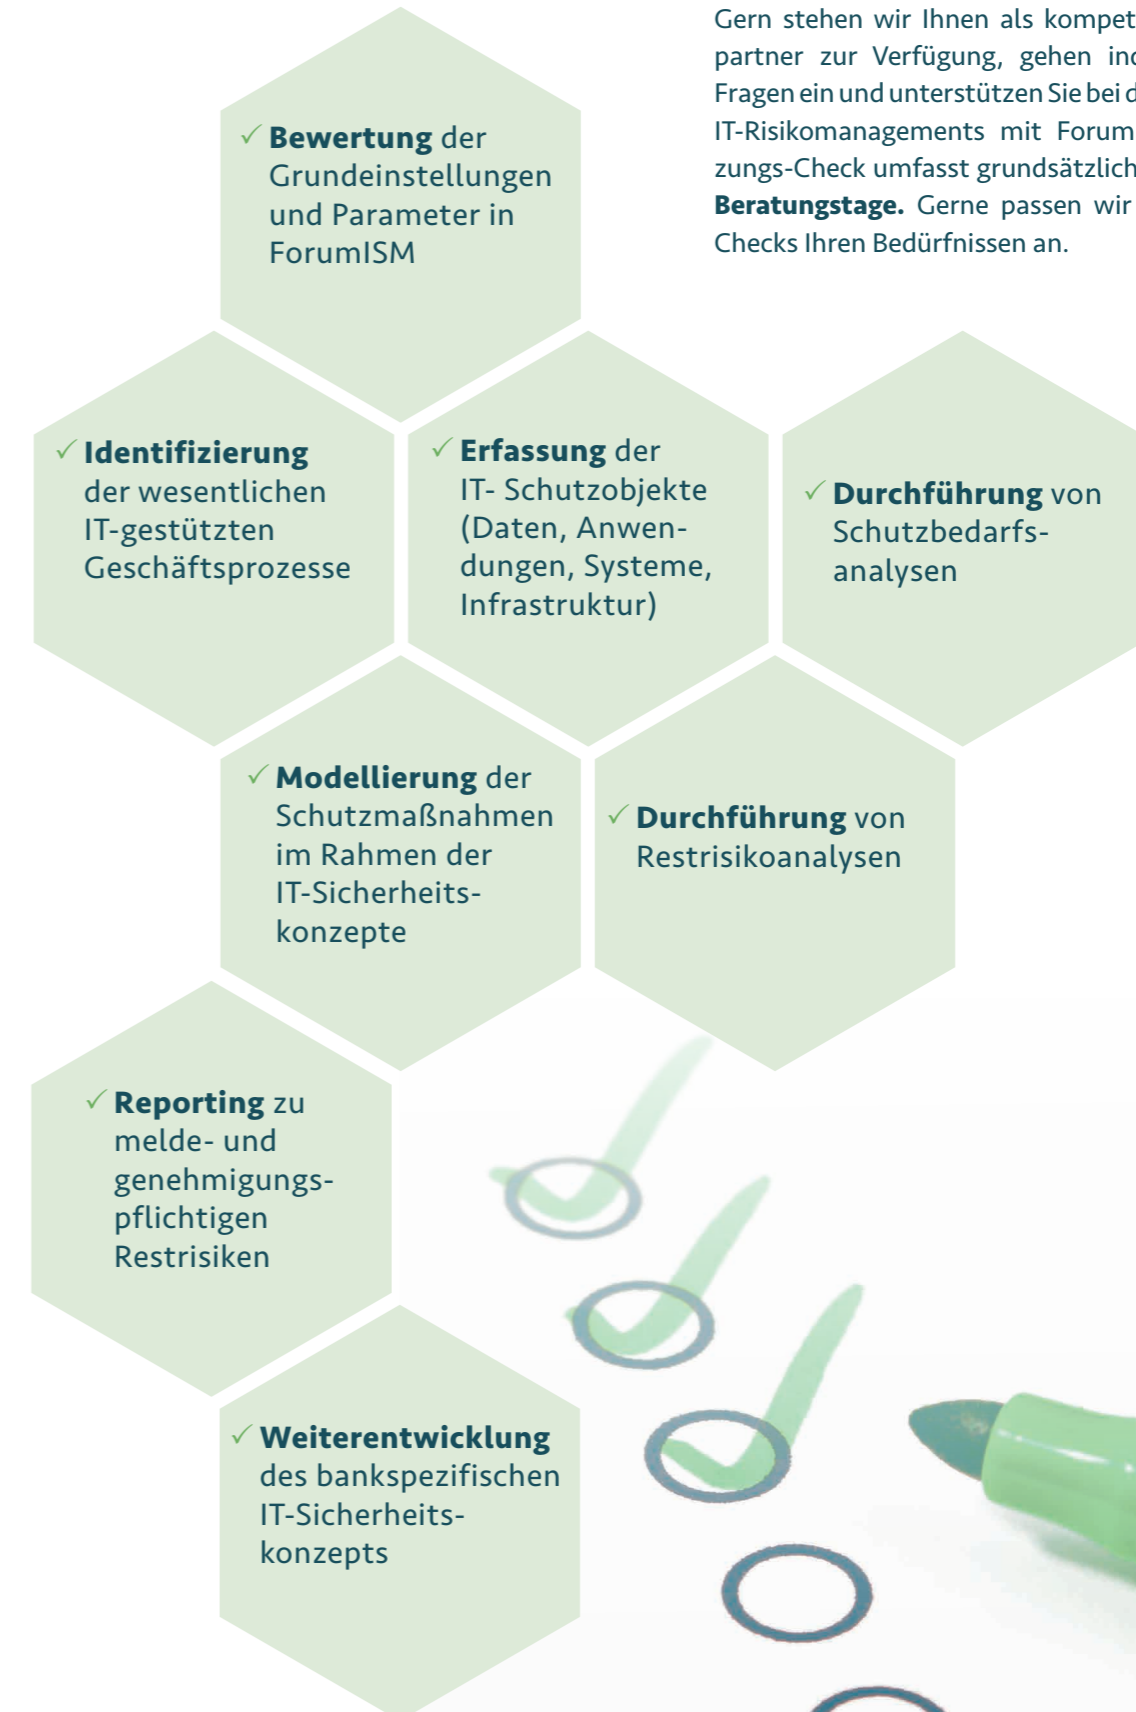 Gern stehen wir Ihnen als
partner zur Verfügung, gehen
Fragen ein und unterstützen Sie bei
IT-Risikomanagements mit Forum
zungs-Check umfasst grundsätzlich
Beratungstage. Gerne passen wir
Checks Ihren Bedürfnissen an.
✓ Bewertung der
Grundeinstellungen
und Parameter in
ForumISM
✓ Identifizierung
der wesentlichen
IT-gestützten
Geschäftsprozesse
✓ Erfassung der
IT- Schutzobjekte
(Daten, Anwen-
dungen, Systeme,
Infrastruktur)
✓ Durchführung von
Schutzbedarfs-
analysen
✓ Modellierung der
Schutzmaßnahmen
im Rahmen der
IT-Sicherheits-
konzepte
✓ Durchführung von
Restrisikoanalysen
✓ Reporting zu
melde- und
genehmigungs-
pflichtigen
Restrisiken
✓ Weiterentwicklung
des bankspezifischen
IT-Sicherheits-
konzepts